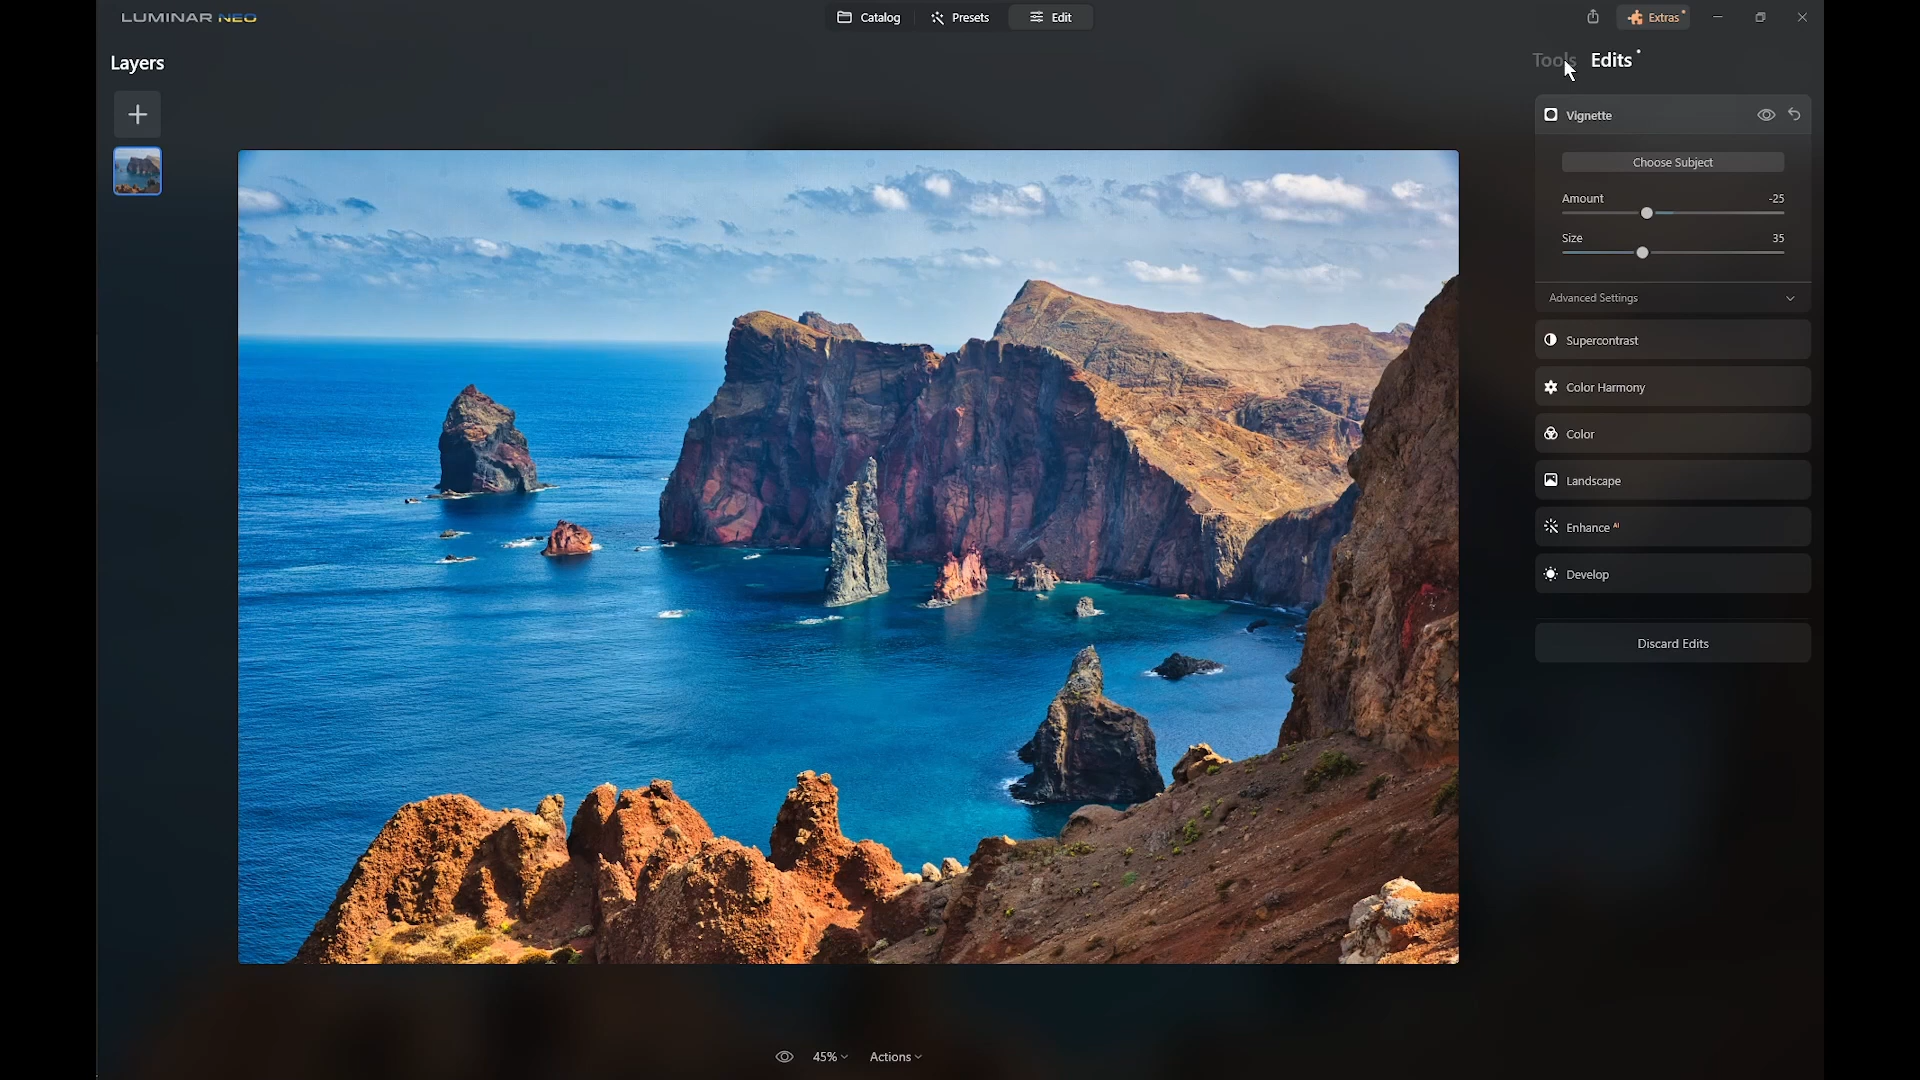 LUMINAR NEO
Catalog
Presets
Edit
Extras
Layers
Tools
Edits
Vignette
Choose Subject
Amount
-25
Size
35
Advanced Settings
Supercontrast
Color Harmony
Color
Landscape
Enhance AI
Develop
Discard Edits
45%
Actions